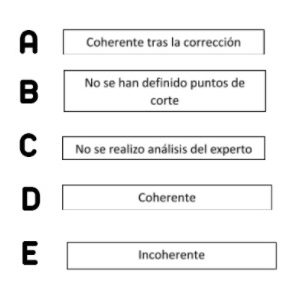 A
Coherente tras la corrección
B
No se han definido puntos de
corte
C
No se realizo análisis del experto
D
Coherente
E
Incoherente